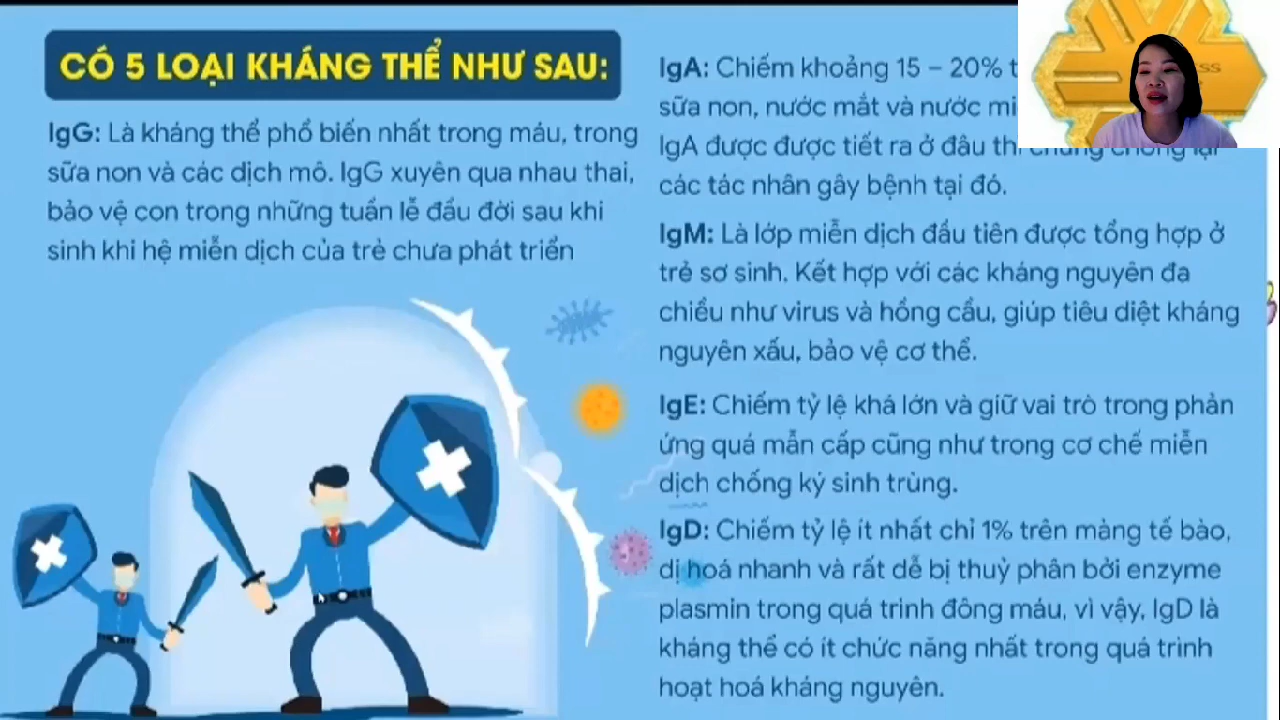 CÓ 5 LOẠI KHÁNG THỂ NHƯ SAU:
IgG: Là kháng thể phổ biến nhất trong máu, trong
sữa non và các dịch mô. IgG xuyên qua nhau thai,
bảo vệ con trong những tuần lễ đầu đời sau khi
sinh khi hệ miễn dịch của trẻ chưa phát triển
IgA: Chiếm khoảng 15 – 20%
sữa non, nước mắt và nước
IgA được được tiết ra ở đâu thì chúng chống lại
các tác nhân gây bệnh tại đó.
IgM: Là lớp miễn dịch đầu tiên được tổng hợp ở
trẻ sơ sinh. Kết hợp với các kháng nguyên đa
chiều như virus và hồng cầu, giúp tiêu diệt kháng
nguyên xấu, bảo vệ cơ thể.
IgE: Chiếm tỷ lệ khá lớn và giữ vai trò trong phản
ứng quá mẫn cấp cũng như trong cơ chế miễn
dịch chống ký sinh trùng.
IgD: Chiếm tỷ lệ ít nhất chỉ 1% trên màng tế bào,
dị hoá nhanh và rất dễ bị thuỷ phân bởi enzyme
plasmin trong quá trình đông máu, vì vậy, IgD là
kháng thể có ít chức năng nhất trong quá trình
hoạt hoá kháng nguyên.